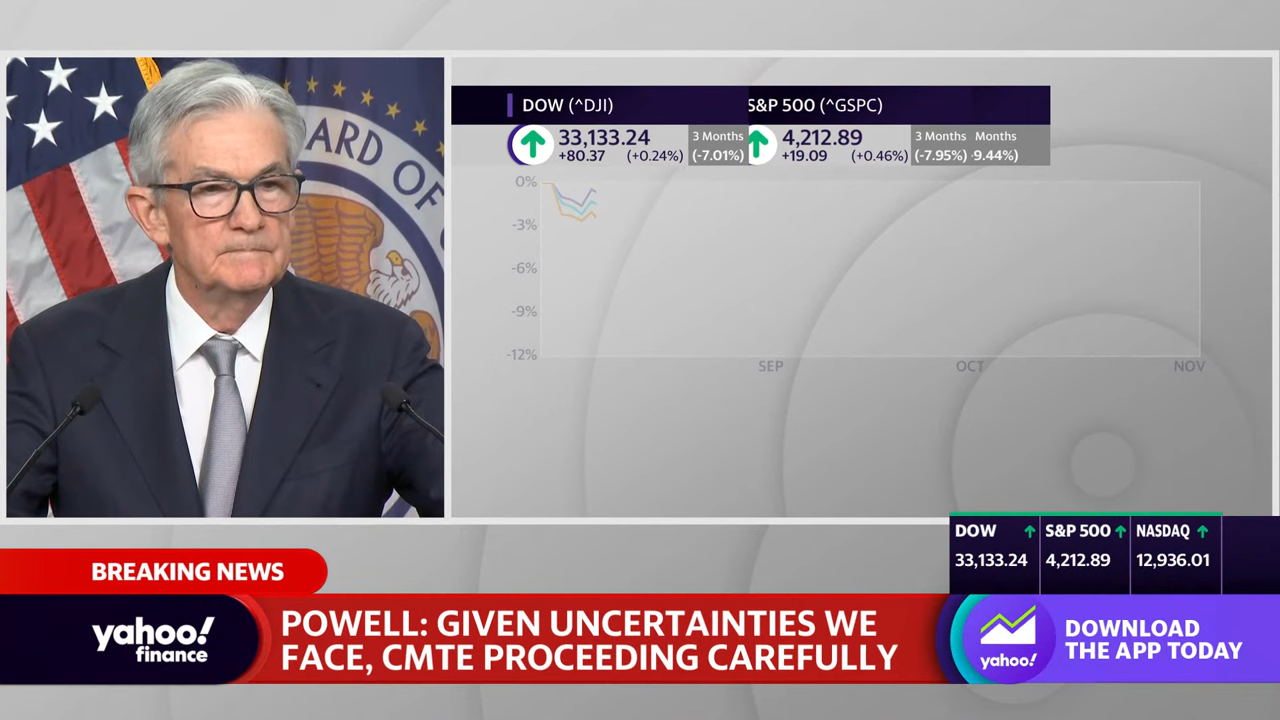 ARD OF
DOW (^DJI)
S&P 500 (^GSPC)
33,133.24
+80.37 (+0.24%)
3 Months
(-7.01%)
4,212.89
+19.09 (+0.46%)
3 Months Months
(-7.95%) -9.44%)
0%
-3%
-6%
-9%
-12%
SEP OCT NOV
DOW S&P 500 NASDAQ
33,133.24 4,212.89 12,936.01
BREAKING NEWS
yahoo!
finance
POWELL: GIVEN UNCERTAINTIES WE
FACE, CMTE PROCEEDING CAREFULLY
yahoo!
DOWNLOAD
THE APP TODAY